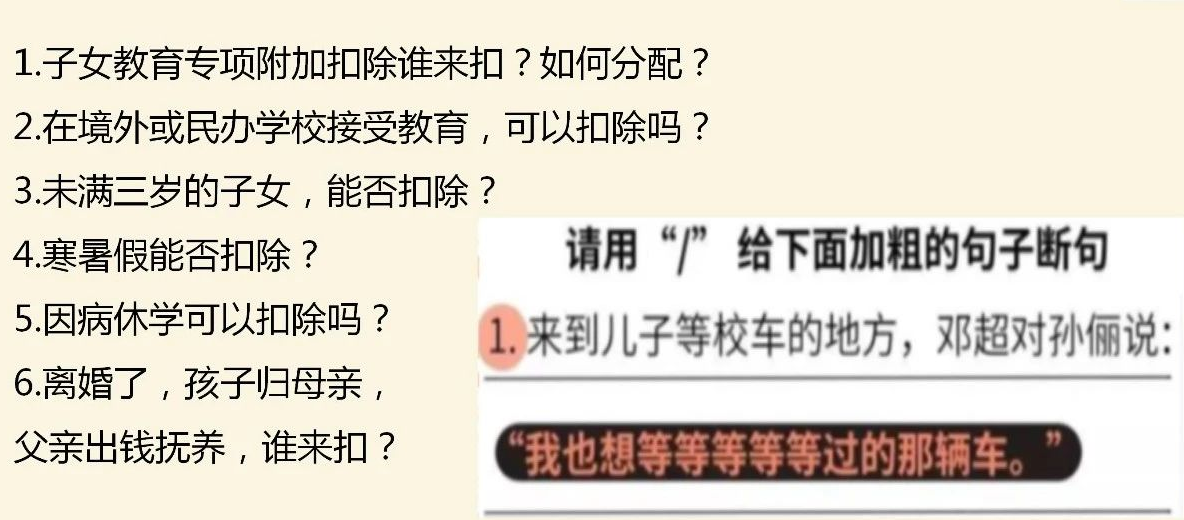 1.子女教育专项附加扣除谁来扣？如何分配？
2.在境外或民办学校接受教育，可以扣除吗？
3.未满三岁的子女，能否扣除？
4.寒暑假能否扣除？
5.因病休学可以扣除吗？
6.离婚了，孩子归母亲，
父亲出钱抚养，谁来扣？
请用“/”给下面加粗的句子断句
1.来到儿子等校车的地方，邓超对孙俪说：
“我也想等等等等等过的那辆车。”